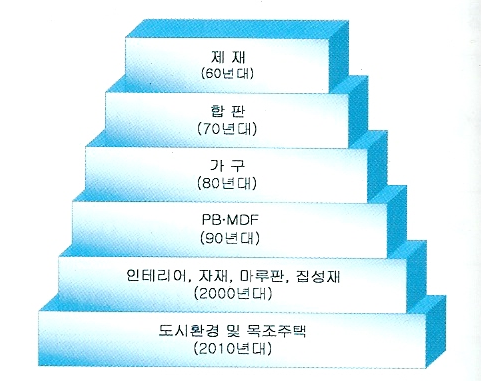 제 재
(60년대)
합 판
(70년대)
가 구
(80년대)
PB·MDF
(90년대)
인테리어, 자재, 마루판, 집성재
(2000년대)
도시환경 및 목조주택
(2010년대)